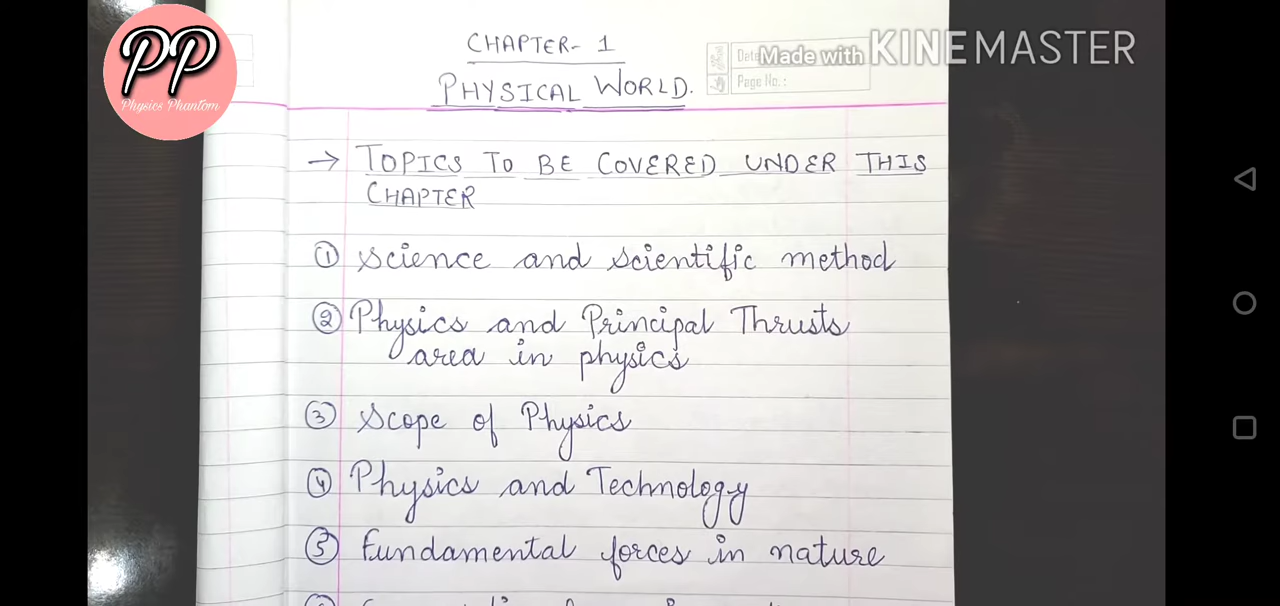 PP
Physics Phantom
Made with KINEMASTER
Date
Page No.:
CHAPTER- 1
PHYSICAL WORLD.
→ TOPICS TO BE COVERED UNDER THIS
CHAPTER
① Science and scientific method
② Physics and Principal Thrusts
area in physics
③ Scope of Physics
④ Physics and Technology
⑤ Fundamental forces in nature